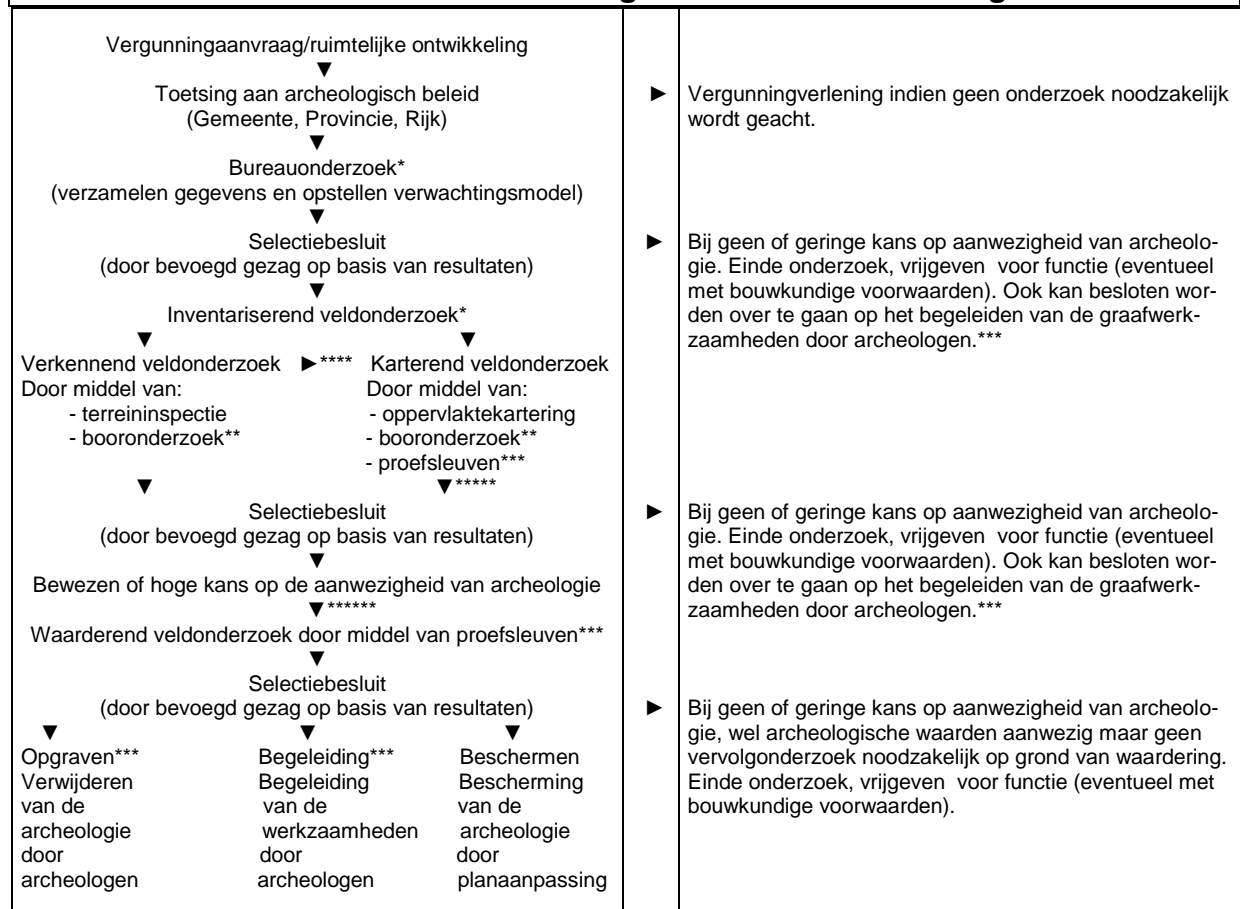 Vergunningaanvraag/ruimtelijke ontwikkeling
▼
Toetsing aan archeologisch beleid
(Gemeente, Provincie, Rijk)
► Vergunningverlening indien geen onderzoek noodzakelijk
wordt geacht.
▼
Bureauonderzoek*
(verzamelen gegevens en opstellen verwachtingsmodel)
▼
Selectiebesluit
(door bevoegd gezag op basis van resultaten)
► Bij geen of geringe kans op aanwezigheid van archeolo-
gie. Einde onderzoek, vrijgeven voor functie (eventueel
met bouwkundige voorwaarden). Ook kan besloten wor-
den over te gaan op het begeleiden van de graafwerk-
zaamheden door archeologen.***
▼
Inventariserend veldonderzoek*
▼ ▼
Verkennend veldonderzoek ►**** Karterend veldonderzoek
Door middel van: Door middel van:
- terreininspectie - oppervlaktekartering
- booronderzoek** - booronderzoek**
- proefsleuven***
▼ ▼*****
Selectiebesluit
(door bevoegd gezag op basis van resultaten)
► Bij geen of geringe kans op aanwezigheid van archeolo-
gie. Einde onderzoek, vrijgeven voor functie (eventueel
met bouwkundige voorwaarden). Ook kan besloten wor-
den over te gaan op het begeleiden van de graafwerk-
zaamheden door archeologen.***
▼
Bewezen of hoge kans op de aanwezigheid van archeologie
▼******
Waarderend veldonderzoek door middel van proefsleuven***
▼
Selectiebesluit
(door bevoegd gezag op basis van resultaten)
► Bij geen of geringe kans op aanwezigheid van archeolo-
gie, wel archeologische waarden aanwezig maar geen
vervolgonderzoek noodzakelijk op grond van waardering.
Einde onderzoek, vrijgeven voor functie (eventueel met
bouwkundige voorwaarden).
▼ ▼ ▼
Opgraven*** Begeleiding*** Beschermen
Verwijderen Begeleiding Bescherming
van de van de van de
archeologie werkzaamheden archeologie
door door door
archeologen archeologen planaanpassing